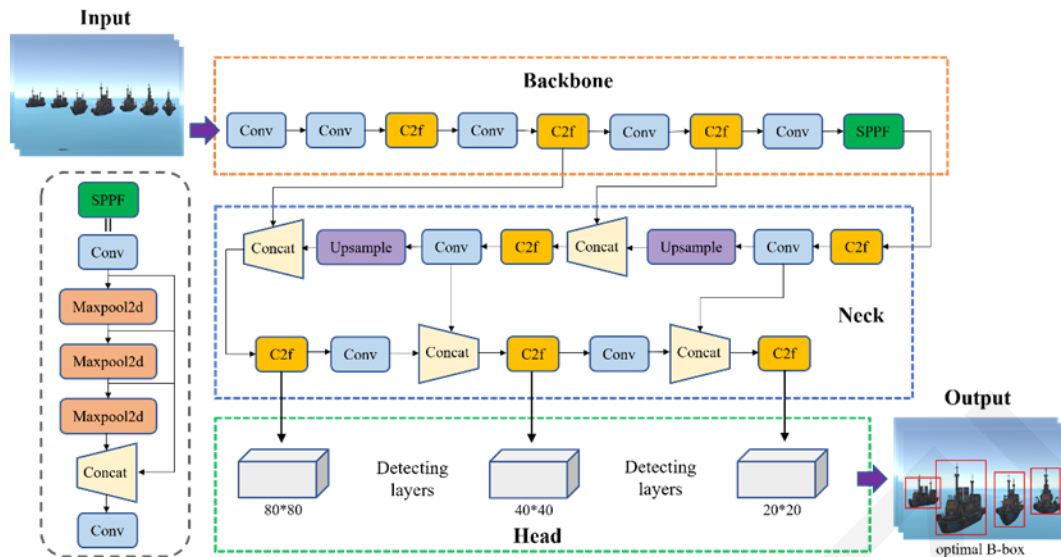 Input
Backbone
Conv
Conv
C2f
Conv
C2f
Conv
C2f
Conv
SPPF
SPPF
Conv
Maxpool2d
Maxpool2d
Maxpool2d
Concat
Conv
Concat
Upsample
Conv
C2f
Concat
Upsample
Conv
C2f
Neck
C2f
Conv
Concat
C2f
Conv
Concat
C2f
Detecting
layers
Detecting
layers
80*80
40*40
20*20
Head
Output
optimal B-box